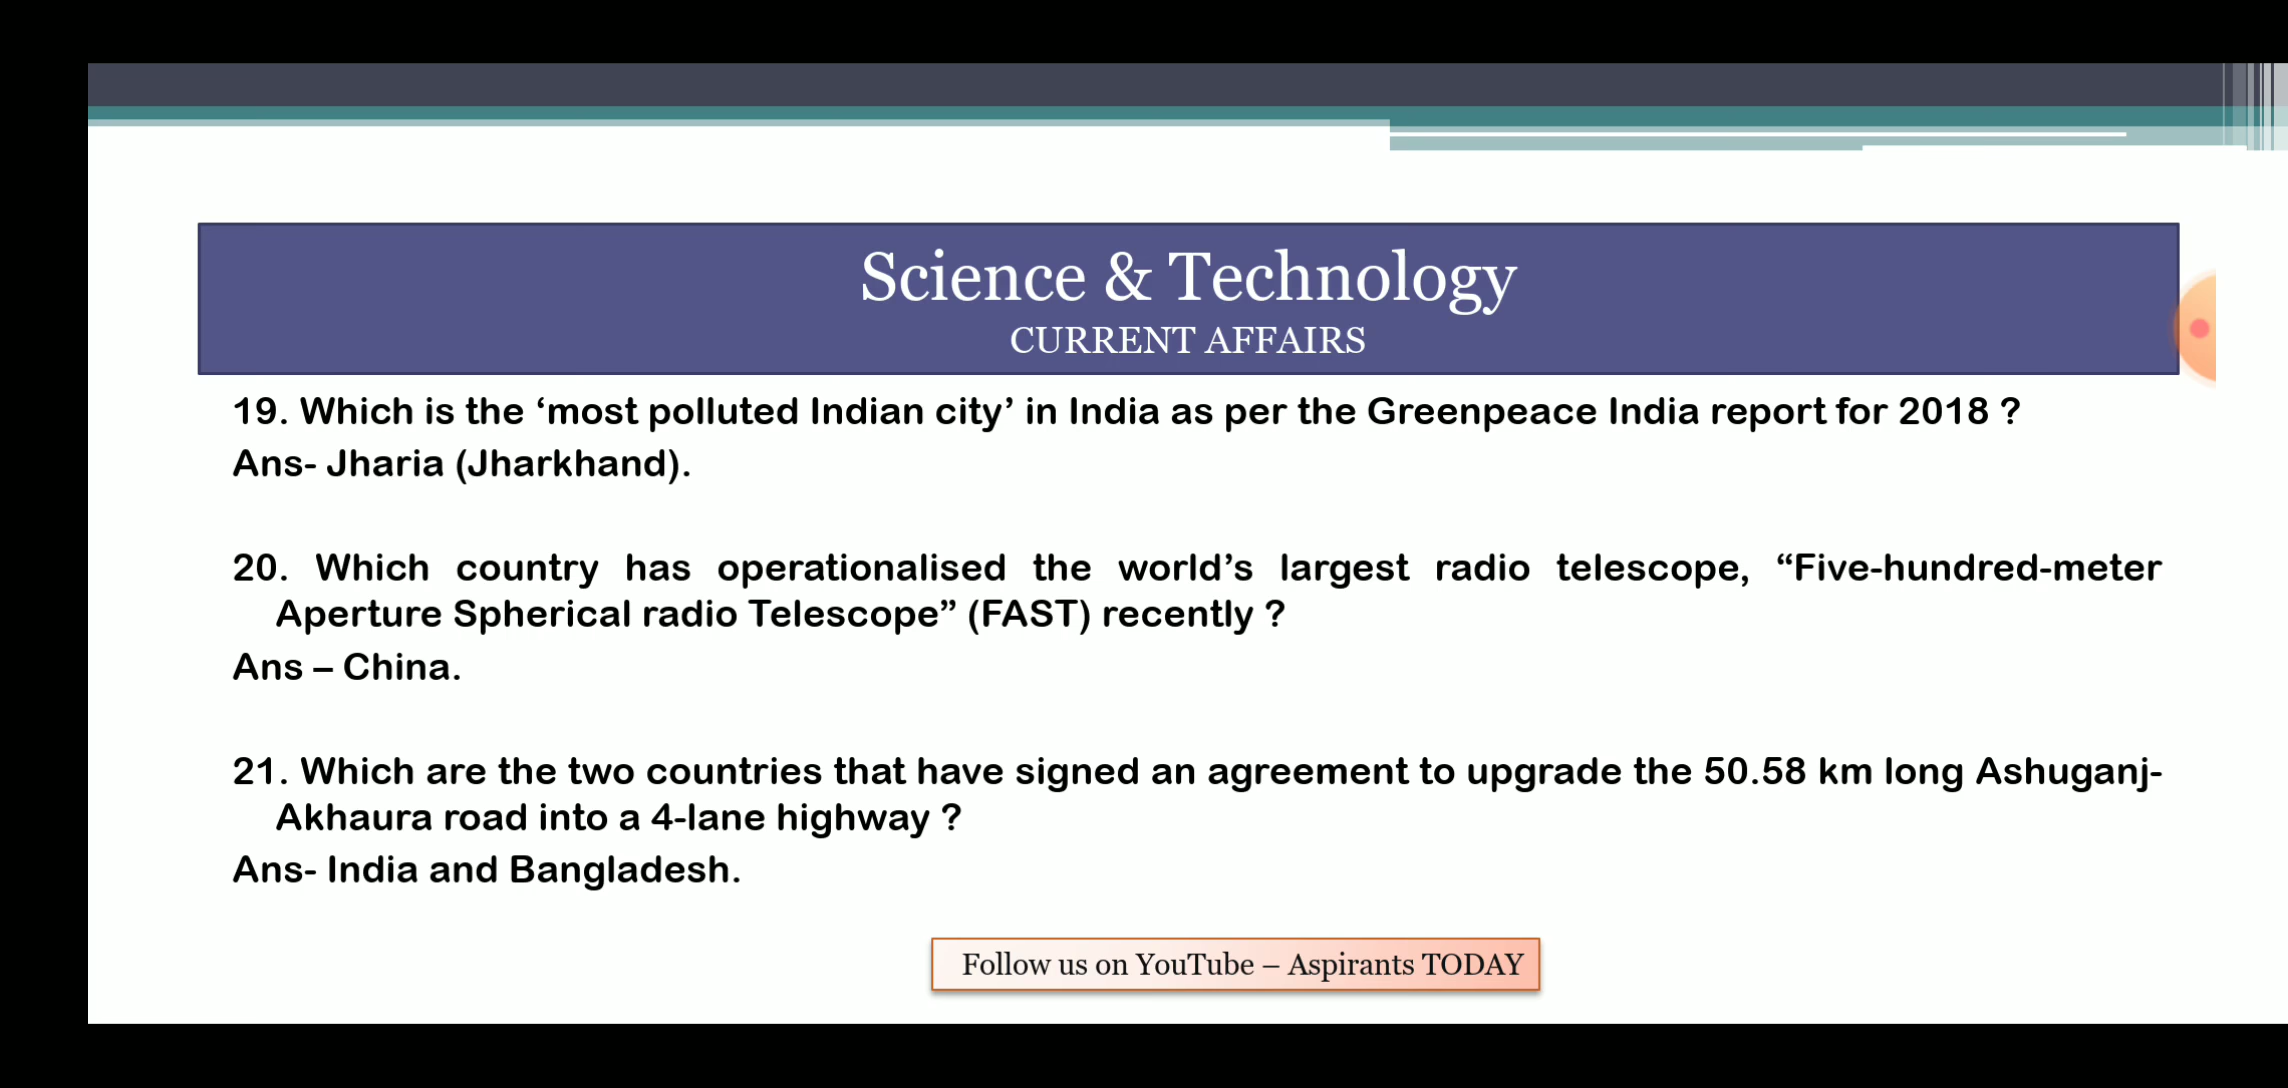 Science & Technology
CURRENT AFFAIRS
19. Which is the ‘most polluted Indian city’ in India as per the Greenpeace India report for 2018 ?
Ans- Jharia (Jharkhand).
20. Which country has operationalised the world’s largest radio telescope, “Five-hundred-meter
Aperture Spherical radio Telescope” (FAST) recently ?
Ans – China.
21. Which are the two countries that have signed an agreement to upgrade the 50.58 km long Ashuganj-
Akhaura road into a 4-lane highway ?
Ans- India and Bangladesh.
Follow us on YouTube – Aspirants TODAY